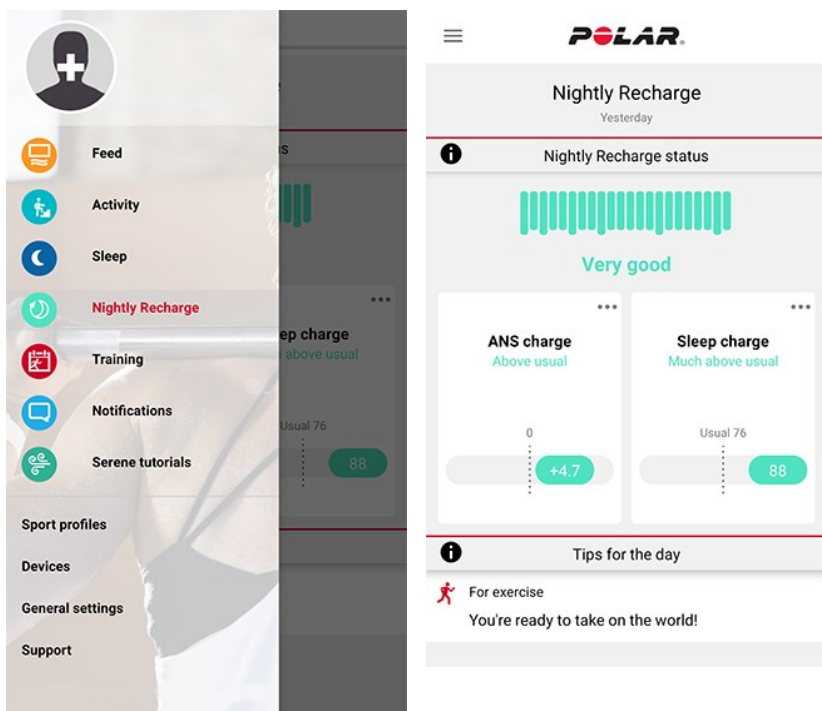 Feed
Activity
Sleep
Nightly Recharge
Training
Notifications
Serene tutorials
Sport profiles
Devices
General settings
Support
s
ep charge
above usual
Usual 76
88
POLAR.
Nightly Recharge
Yesterday
Nightly Recharge status
Very good
ANS charge
Above usual
0
+4.7
Sleep charge
Much above usual
Usual 76
88
Tips for the day
For exercise
You're ready to take on the world!